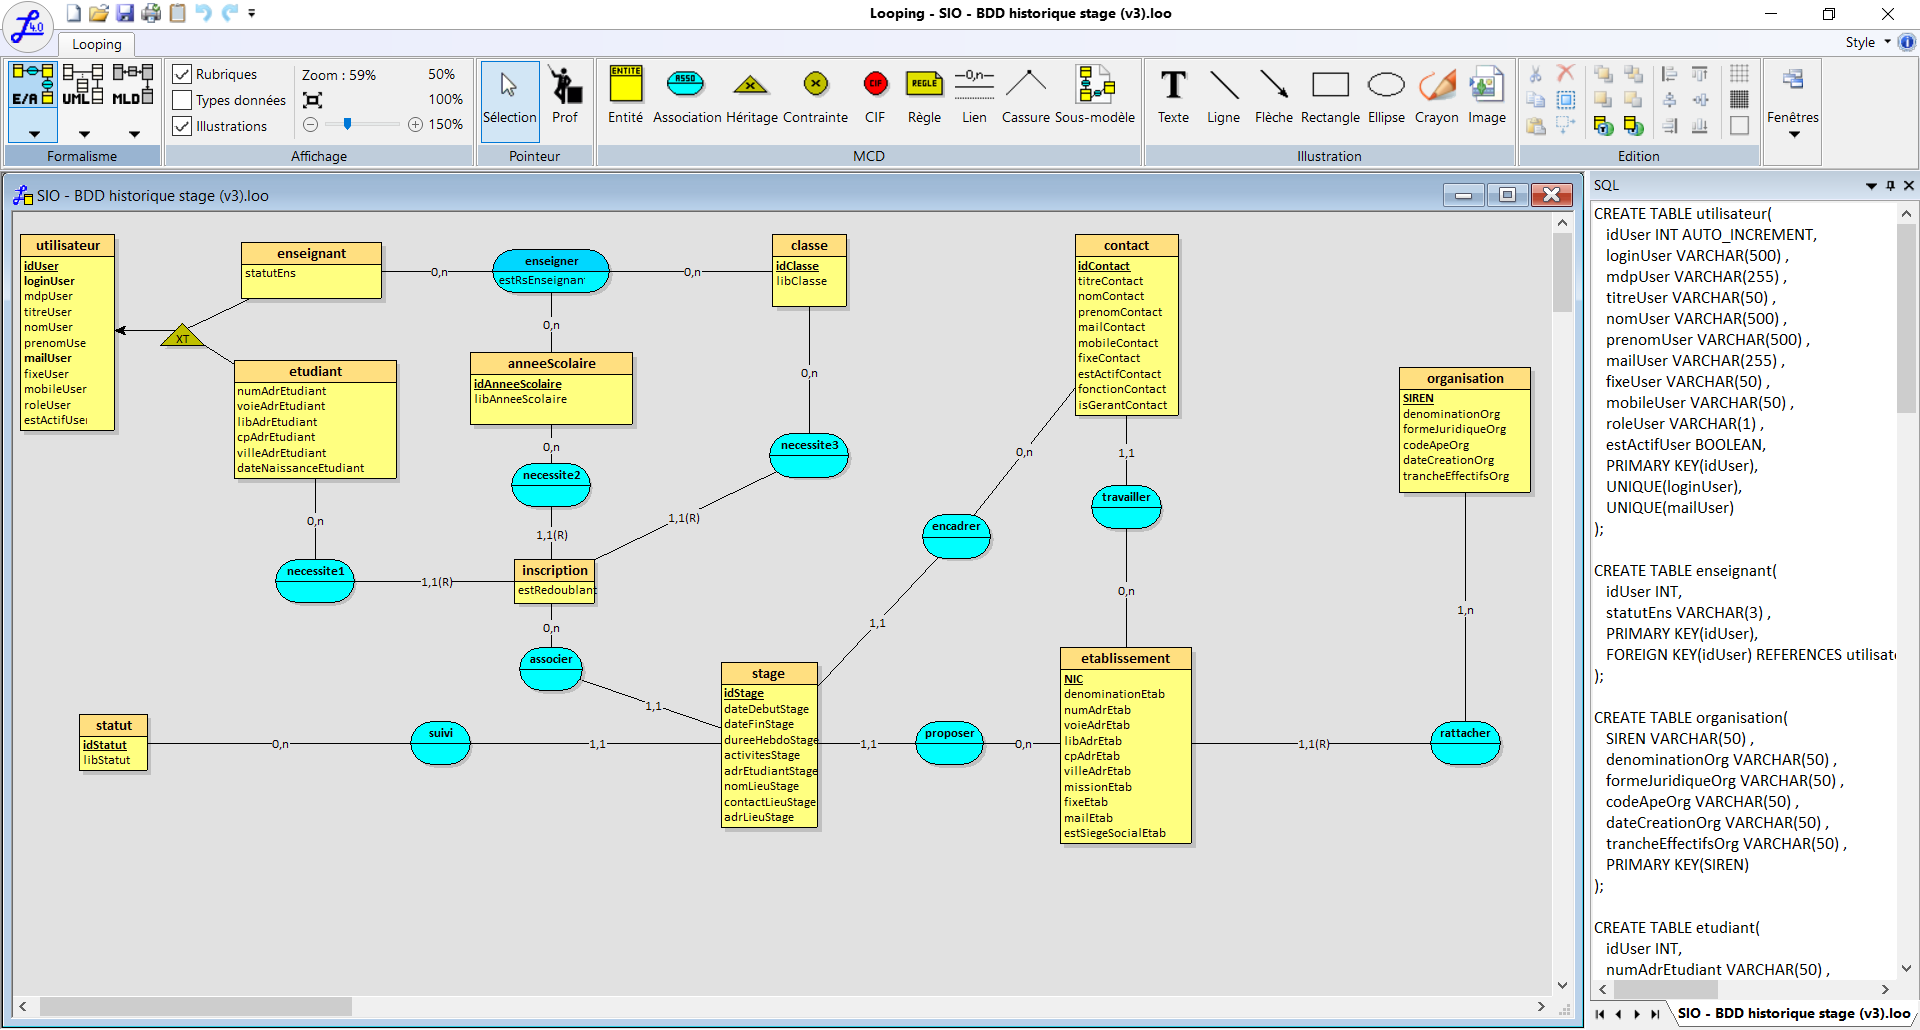 Looping - SIO - BDD historique stage (v3).loo
4.0
Looping
Style
E/A
UML
MLD
Formalisme
Rubriques
Types données
Illustrations
Zoom : 59%
50%
100%
150%
Affichage
Sélection
Prof
Pointeur
ENTITÉ
Entité
ASSO
Association
Héritage
Contrainte
CIF
CIF
REGLE
Règle
0,n
Lien
Cassure
Sous-modèle
MCD
T
Texte
Ligne
Flèche
Rectangle
Ellipse
Crayon
Image
Illustration
Edition
Fenêtres
SIO - BDD historique stage (v3).loo
utilisateur
idUser
loginUser
mdpUser
titreUser
nomUser
prenomUse
mailUser
fixeUser
mobileUser
roleUser
estActifUse
XT
enseignant
statutEns
0,n
enseigner
estRsEnseignan
0,n
classe
idClasse
libClasse
0,n
etudiant
numAdrEtudiant
voieAdrEtudiant
libAdrEtudiant
cpAdrEtudiant
villeAdrEtudiant
dateNaissanceEtudiant
anneeScolaire
idAnneeScolaire
libAnneeScolaire
0,n
0,n
necessite2
1,1(R)
necessite3
1,1(R)
0,n
necessite1
1,1(R)
inscription
estRedoublant
0,n
associer
1,1
contact
idContact
titreContact
nomContact
prenomContact
mailContact
mobileContact
fixeContact
estActifContact
fonctionContact
isGerantContact
0,n
encadrer
1,1
1,1
travailler
0,n
organisation
SIREN
denominationOrg
formeJuridiqueOrg
codeApeOrg
dateCreationOrg
trancheEffectifsOrg
1,n
statut
idStatut
libStatut
0,n
suivi
1,1
stage
idStage
dateDebutStage
dateFinStage
dureeHebdoStage
activitesStage
adrEtudiantStage
nomLieuStage
contactLieuStage
adrLieuStage
1,1
proposer
0,n
etablissement
NIC
denominationEtab
numAdrEtab
voieAdrEtab
libAdrEtab
cpAdrEtab
villeAdrEtab
missionEtab
fixeEtab
mailEtab
estSiegeSocialEtab
1,1(R)
rattacher
SQL
CREATE TABLE utilisateur(
idUser INT AUTO_INCREMENT,
loginUser VARCHAR(500) ,
mdpUser VARCHAR(255) ,
titreUser VARCHAR(50) ,
nomUser VARCHAR(500) ,
prenomUser VARCHAR(500) ,
mailUser VARCHAR(255) ,
fixeUser VARCHAR(50) ,
mobileUser VARCHAR(50) ,
roleUser VARCHAR(1) ,
estActifUser BOOLEAN,
PRIMARY KEY(idUser),
UNIQUE(loginUser),
UNIQUE(mailUser)
);
CREATE TABLE enseignant(
idUser INT,
statutEns VARCHAR(3) ,
PRIMARY KEY(idUser),
FOREIGN KEY(idUser) REFERENCES utilisat
);
CREATE TABLE organisation(
SIREN VARCHAR(50) ,
denominationOrg VARCHAR(50) ,
formeJuridiqueOrg VARCHAR(50) ,
codeApeOrg VARCHAR(50) ,
dateCreationOrg VARCHAR(50) ,
trancheEffectifsOrg VARCHAR(50) ,
PRIMARY KEY(SIREN)
);
CREATE TABLE etudiant(
idUser INT,
numAdrEtudiant VARCHAR(50) ,
SIO - BDD historique stage (v3).loo